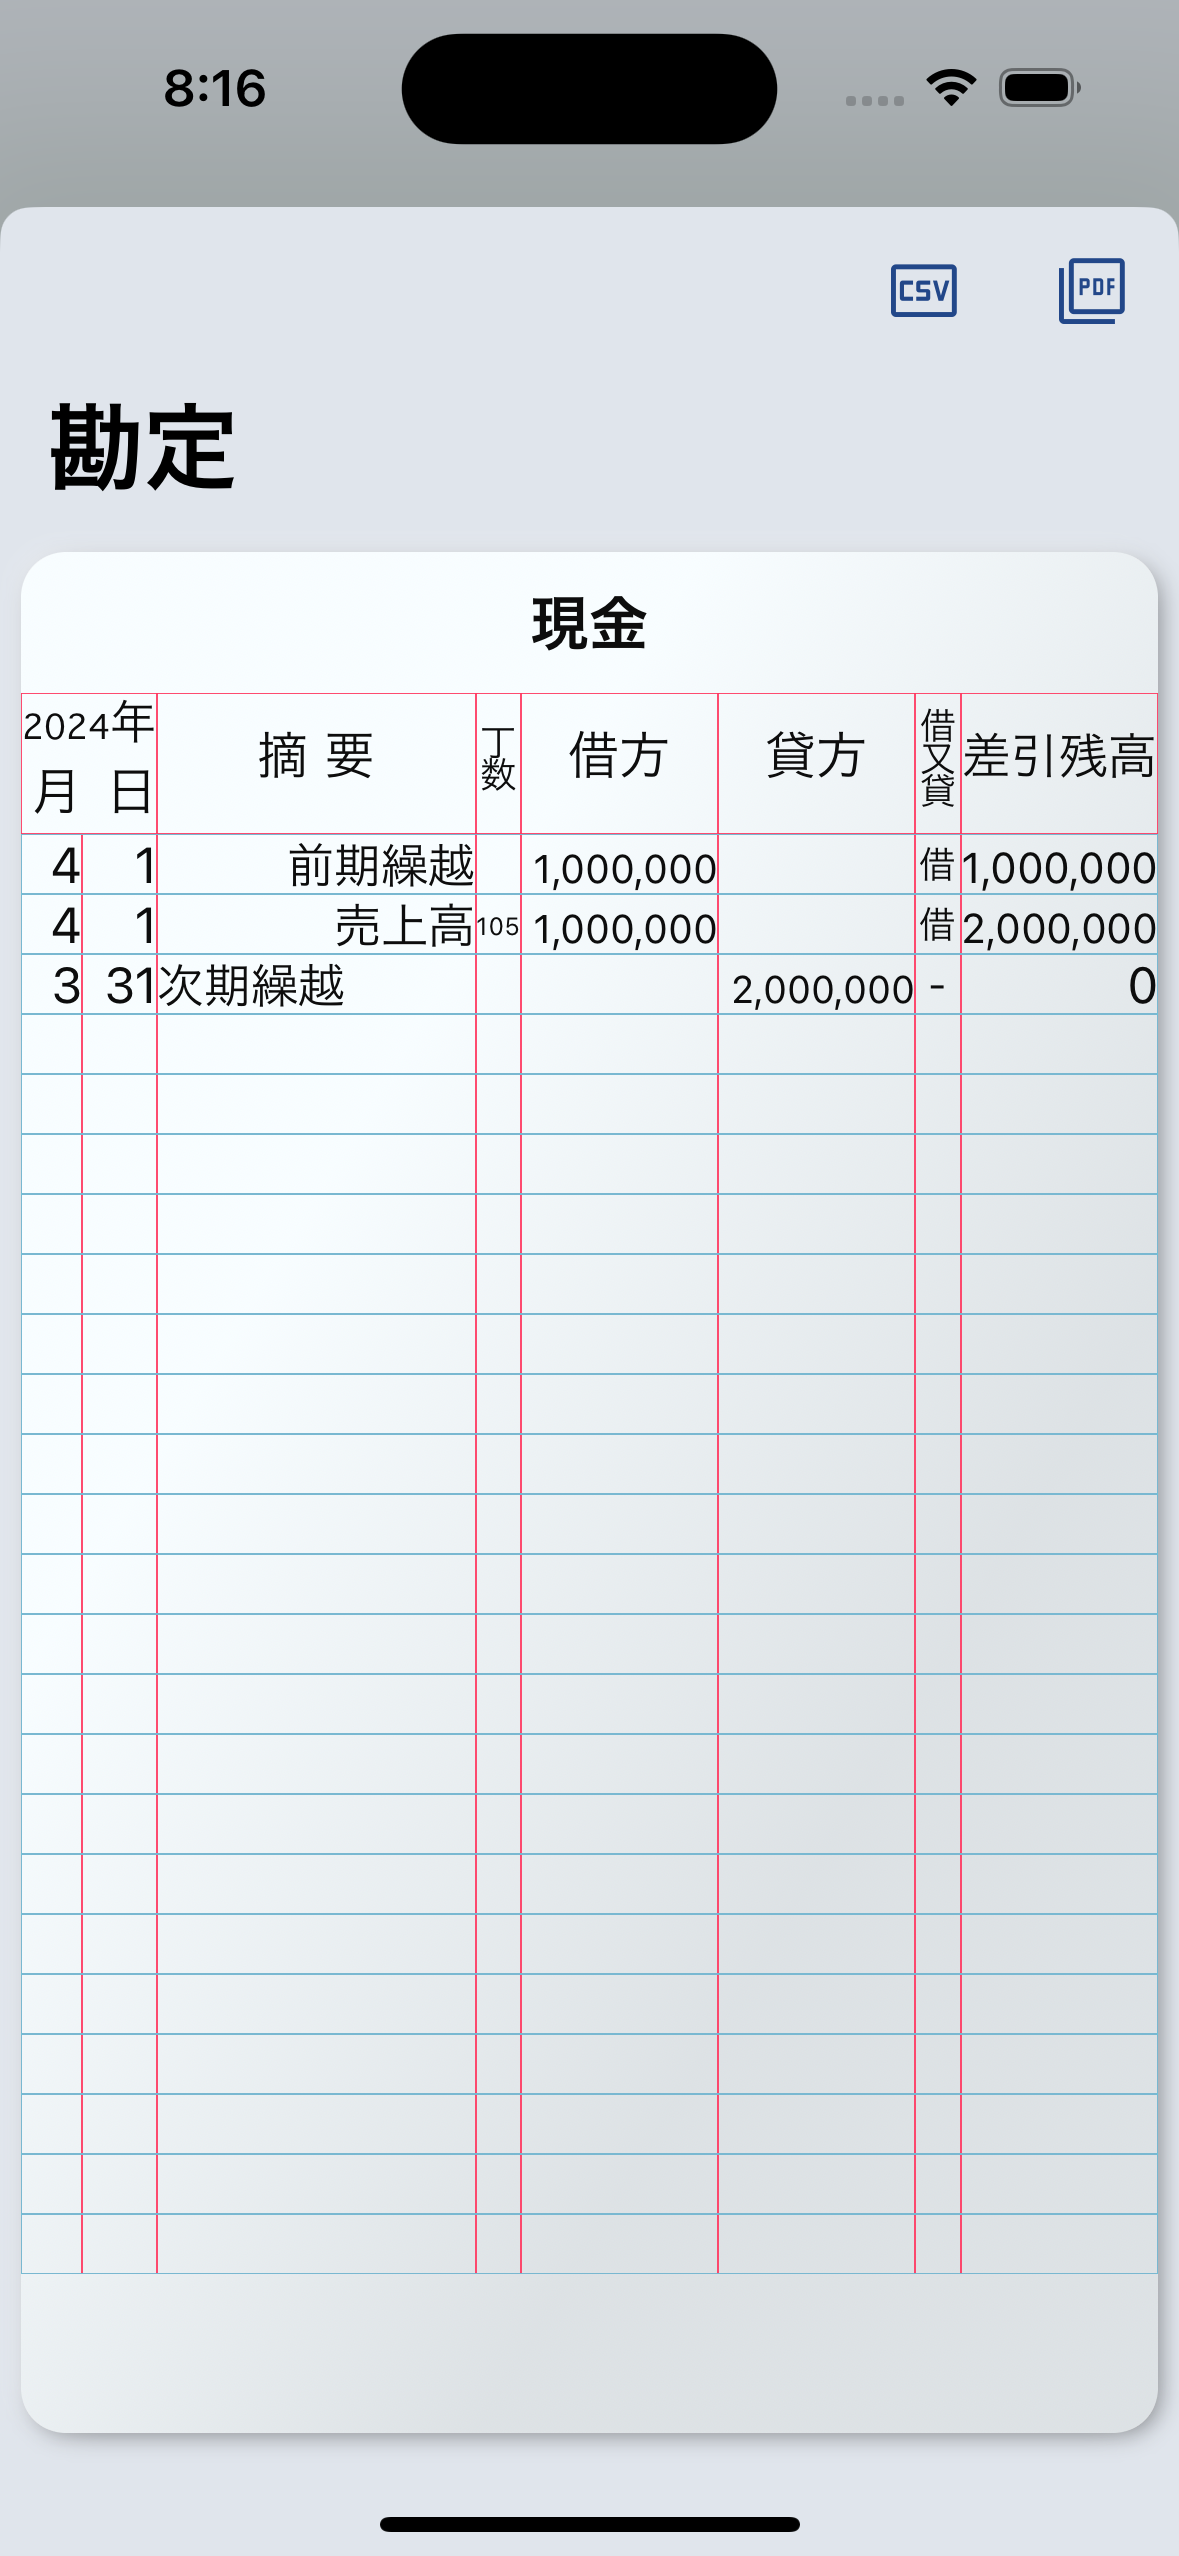 8:16
CSV PDF
勘定
現金
2024年
月 日 摘 要 丁数 借方 貸方 借又貸 差引残高
4 1 前期繰越 1,000,000 借 1,000,000
4 1 売上高 105 1,000,000 借 2,000,000
3 31 次期繰越 2,000,000 - 0